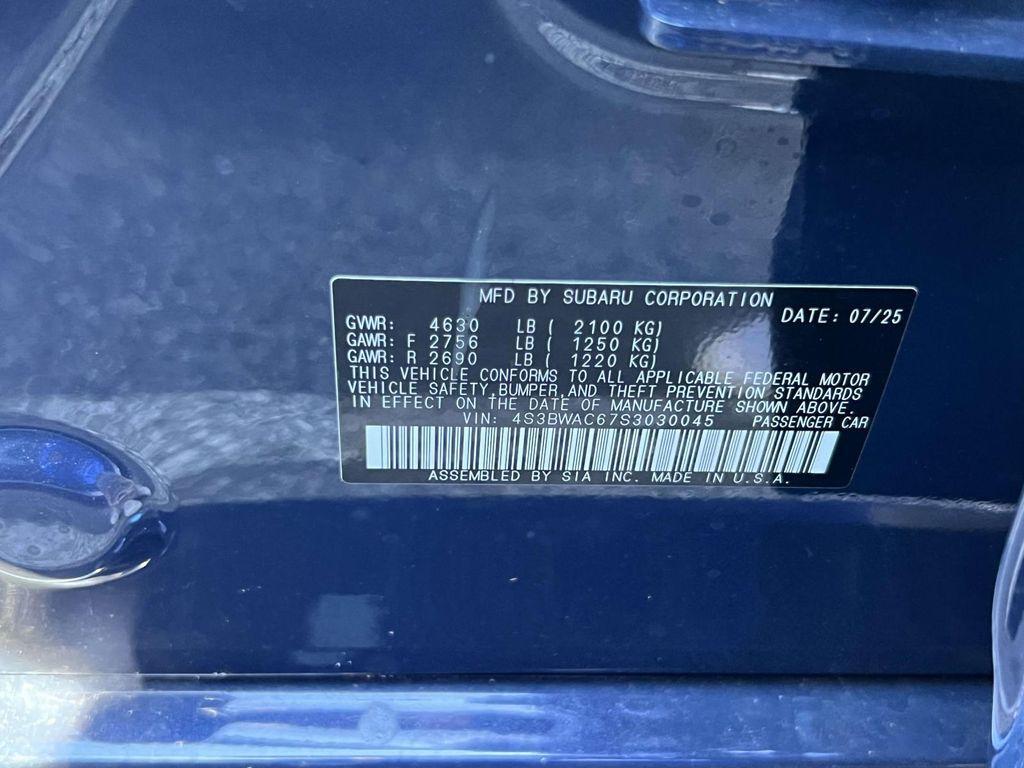 MFD BY SUBARU CORPORATION
DATE: 07/25
GVWR: 4630 LB ( 2100 KG)
GAWR: F 2756 LB ( 1250 KG)
GAWR: R 2690 LB ( 1220 KG)
THIS VEHICLE CONFORMS TO ALL APPLICABLE FEDERAL MOTOR
VEHICLE SAFETY,BUMPER,AND THEFT PREVENTION STANDARDS
IN EFFECT ON THE DATE OF MANUFACTURE SHOWN ABOVE.
VIN: 4S3BWAC67S3030045 PASSENGER CAR
ASSEMBLED BY SIA INC. MADE IN U.S.A.